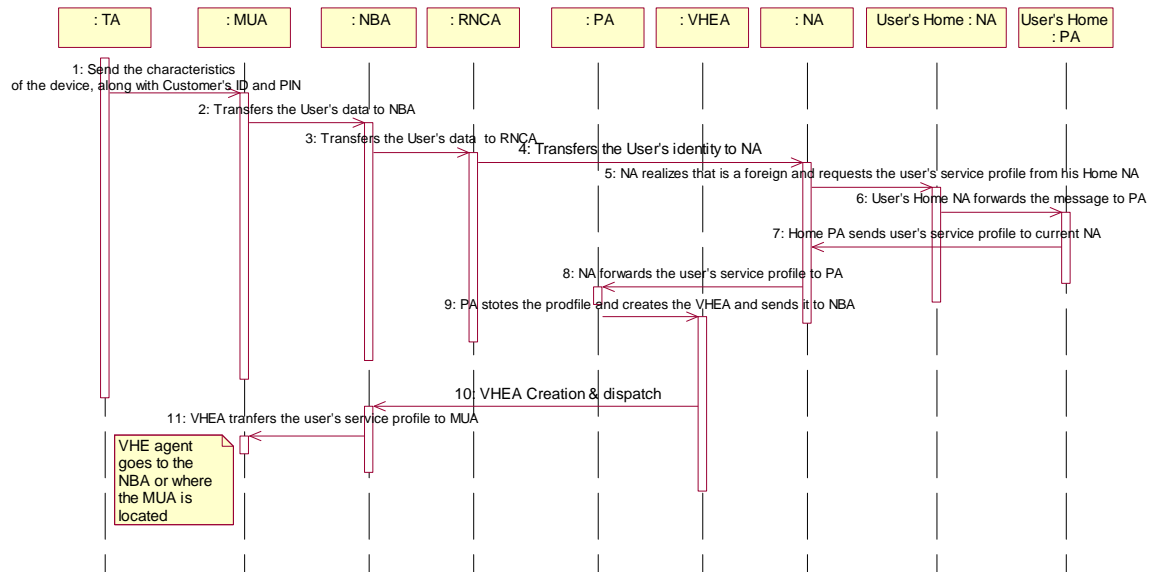 : TA
: MUA
: NBA
: RNCA
: PA
: VHEA
: NA
User's Home : NA
User's Home
: PA
1: Send the characteristics
of the device, along with Customer's ID and PIN
2: Transfers the User's data to NBA
3: Transfers the User's data to RNCA
4: Transfers the User's identity to NA
5: NA realizes that is a foreign and requests the user's service profile from his Home NA
6: User's Home NA forwards the message to PA
7: Home PA sends user's service profile to current NA
8: NA forwards the user's service profile to PA
9: PA stotes the prodfile and creates the VHEA and sends it to NBA
10: VHEA Creation & dispatch
11: VHEA tranfers the user's service profile to MUA
VHE agent
goes to the
NBA or where
the MUA is
located